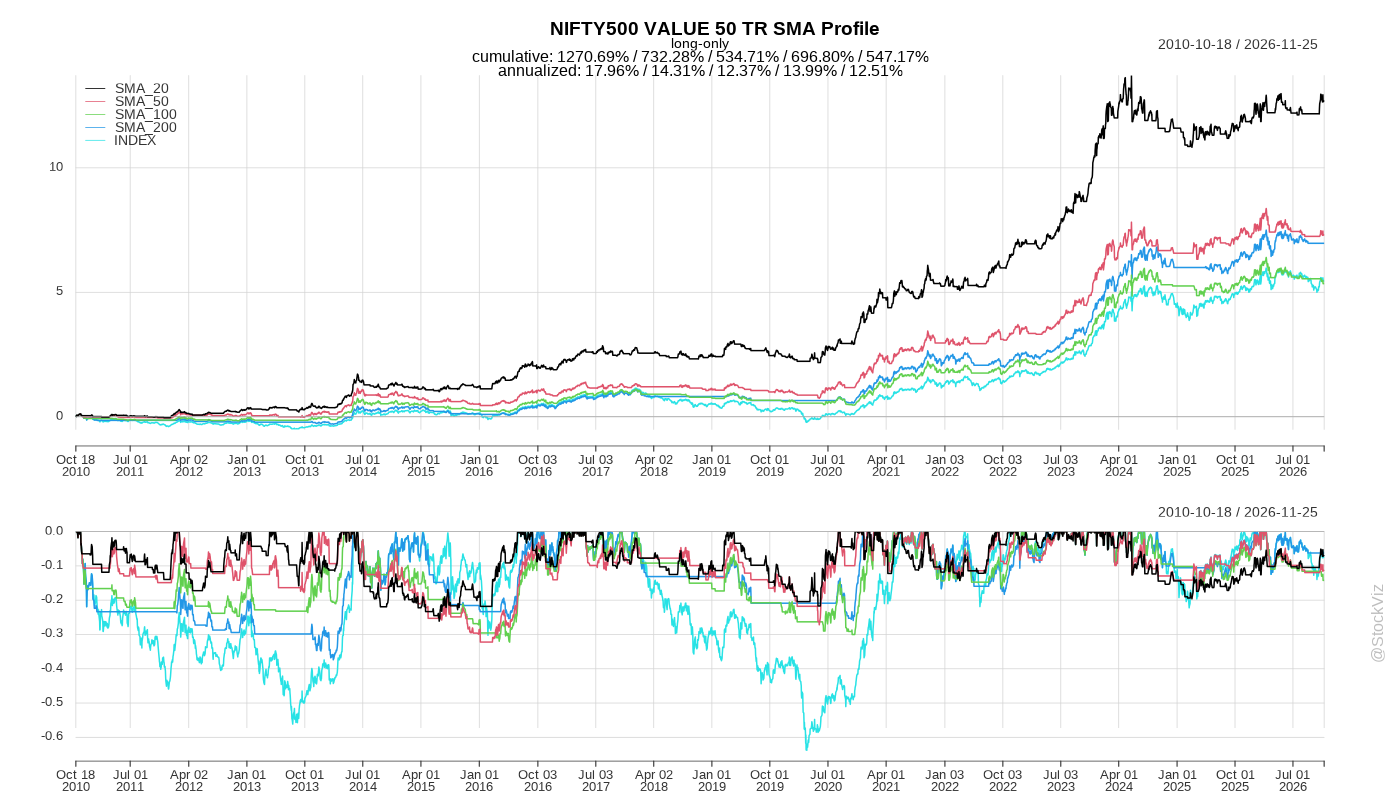 NIFTY500 VALUE 50 TR SMA Profile
long-only
2010-10-18 / 2026-11-25
cumulative: 1270.69% / 732.28% / 534.71% / 696.80% / 547.17%
annualized: 17.96% / 14.31% / 12.37% / 13.99% / 12.51%
SMA_20
SMA_50
SMA_100
SMA_200
INDEX
10
5
0
Oct 18 Jul 01 Apr 02 Jan 01 Oct 01 Jul 01 Apr 01 Jan 01 Oct 03 Jul 03 Apr 02 Jan 01 Oct 01 Jul 01 Apr 01 Jan 03 Oct 03 Jul 03 Apr 01 Jan 01 Oct 01 Jul 01
2010 2011 2012 2013 2013 2014 2015 2016 2016 2017 2018 2019 2019 2020 2021 2022 2022 2023 2024 2025 2025 2026
2010-10-18 / 2026-11-25
0.0
-0.1
-0.2
-0.3
-0.4
-0.5
-0.6
Oct 18 Jul 01 Apr 02 Jan 01 Oct 01 Jul 01 Apr 01 Jan 01 Oct 03 Jul 03 Apr 02 Jan 01 Oct 01 Jul 01 Apr 01 Jan 03 Oct 03 Jul 03 Apr 01 Jan 01 Oct 01 Jul 01
2010 2011 2012 2013 2013 2014 2015 2016 2016 2017 2018 2019 2019 2020 2021 2022 2022 2023 2024 2025 2025 2026
@StockViz